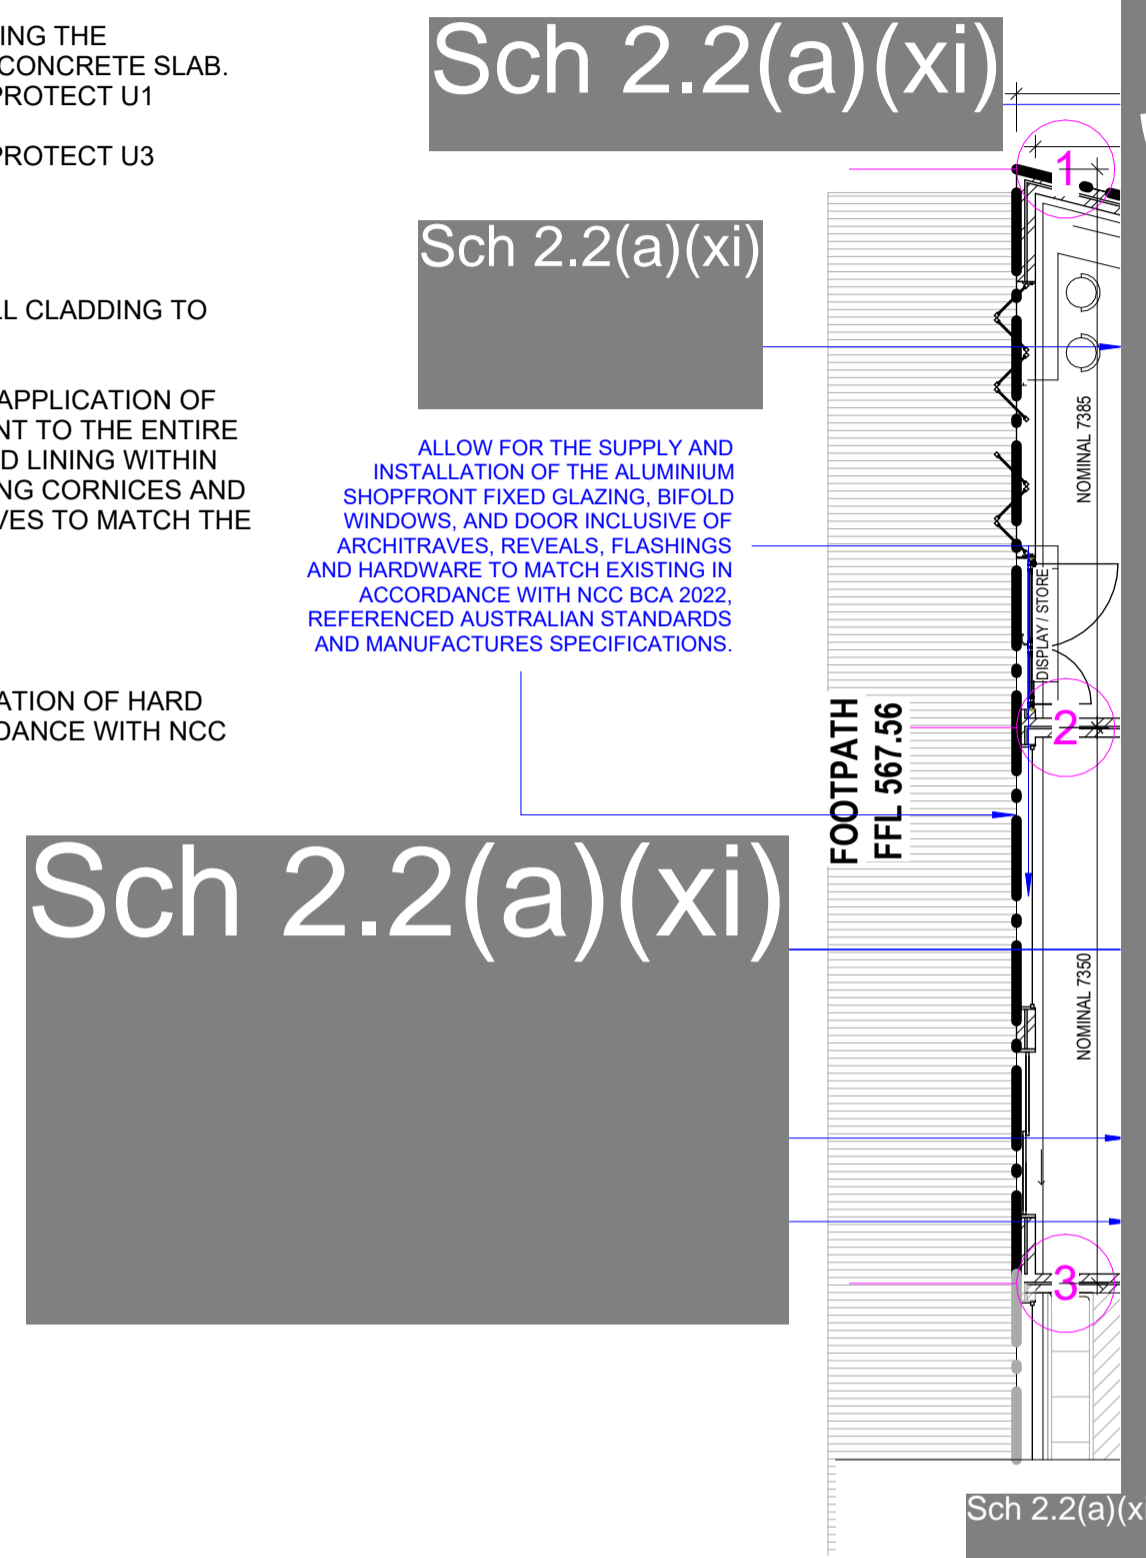 ING THE
CONCRETE SLAB.
PROTECT U1
PROTECT U3
LL CLADDING TO
APPLICATION OF
NT TO THE ENTIRE
D LINING WITHIN
NG CORNICES AND
VES TO MATCH THE
ATION OF HARD
DANCE WITH NCC
Sch 2.2(a)(xi)
Sch 2.2(a)(xi)
ALLOW FOR THE SUPPLY AND
INSTALLATION OF THE ALUMINIUM
SHOPFRONT FIXED GLAZING, BIFOLD
WINDOWS, AND DOOR INCLUSIVE OF
ARCHITRAVES, REVEALS, FLASHINGS
AND HARDWARE TO MATCH EXISTING IN
ACCORDANCE WITH NCC BCA 2022,
REFERENCED AUSTRALIAN STANDARDS
AND MANUFACTURES SPECIFICATIONS.
Sch 2.2(a)(xi)
FOOTPATH
FFL 567.56
1
NOMINAL 7385
DISPLAY / STORE
2
NOMINAL 7350
3
Sch 2.2(a)(xi